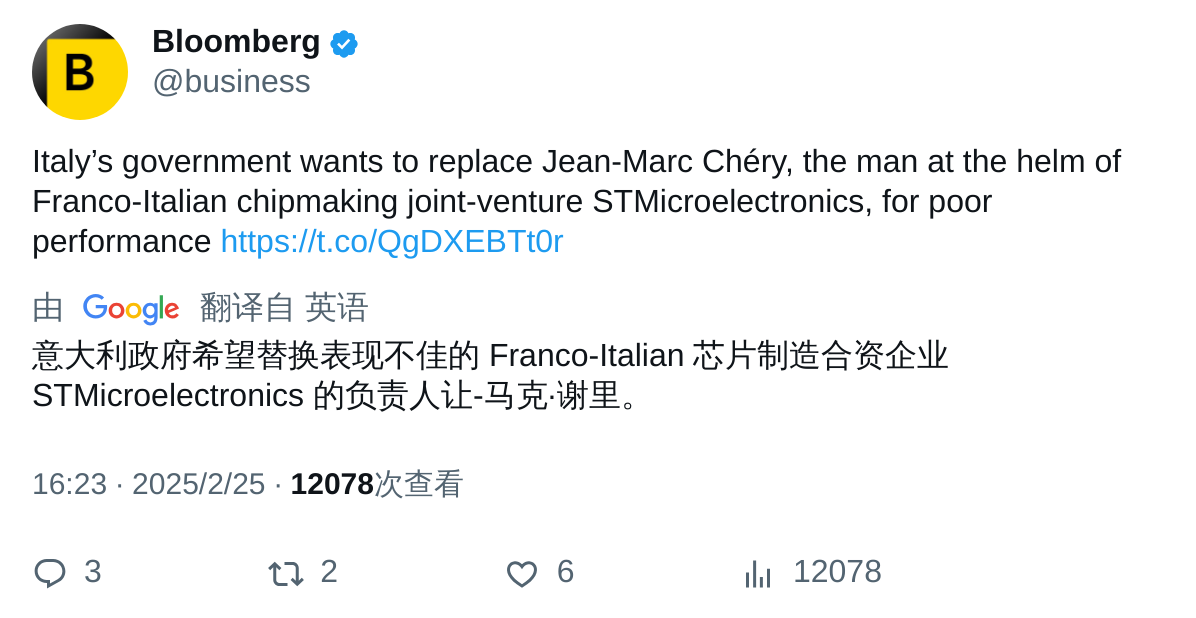 B
Bloomberg
@business
Italy’s government wants to replace Jean-Marc Chéry, the man at the helm of
Franco-Italian chipmaking joint-venture STMicroelectronics, for poor
performance https://t.co/QgDXEBTt0r
由 Google 翻译自 英语
意大利政府希望替换表现不佳的 Franco-Italian 芯片制造合资企业
STMicroelectronics 的负责人让-马克·谢里。
16:23 · 2025/2/25 · 12078次查看
3 2 6 12078